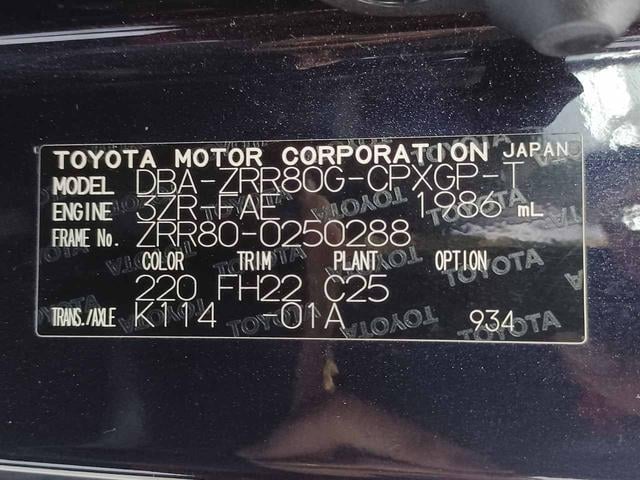 TOYOTA MOTOR CORPORATION JAPAN
MODEL DBA-ZRR80G-CPXGP-T
ENGINE 3ZR-FAE 1986 mL
FRAME No. ZRR80-0250288
COLOR TRIM PLANT OPTION
220 FH22 C25
TRANS./AXLE K114 -01A 934